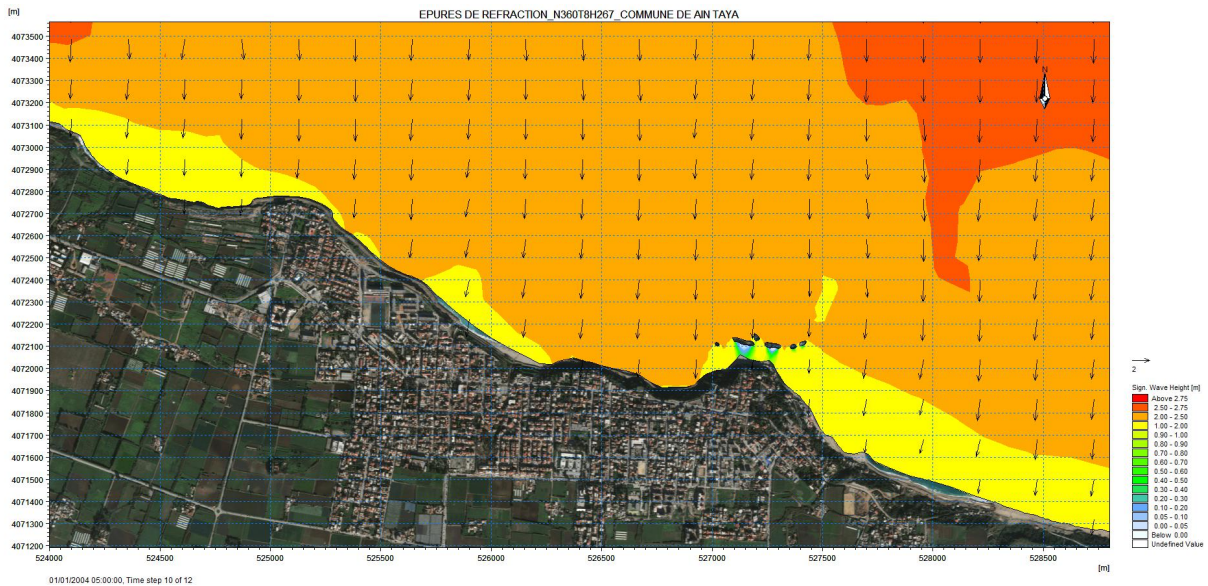 EPURES DE REFRACTION_N360T8H267_COMMUNE DE AIN TAYA
[m]
4073500
4073400
4073300
4073200
4073100
4073000
4072900
4072800
4072700
4072600
4072500
4072400
4072300
4072200
4072100
4072000
4071900
4071800
4071700
4071600
4071500
4071400
4071300
4071200
524000 524500 525000 525500 526000 526500 527000 527500 528000 528500
[m]
N
2
Sign. Wave Height [m]
Above 2.75
2.50 - 2.75
2.00 - 2.50
1.00 - 2.00
0.90 - 1.00
0.80 - 0.90
0.70 - 0.80
0.60 - 0.70
0.50 - 0.60
0.40 - 0.50
0.30 - 0.40
0.20 - 0.30
0.10 - 0.20
0.05 - 0.10
0.00 - 0.05
Below 0.00
Undefined Value
01/01/2004 05:00:00, Time step 10 of 12